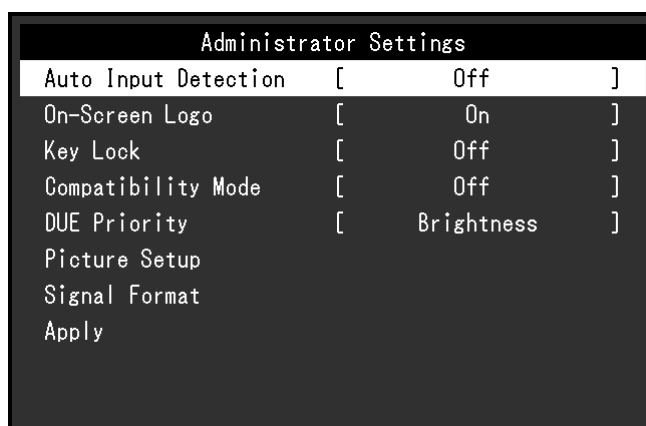 Administrator Settings
Auto Input Detection [ Off ]
On-Screen Logo [ On ]
Key Lock [ Off ]
Compatibility Mode [ Off ]
DUE Priority [ Brightness ]
Picture Setup
Signal Format
Apply